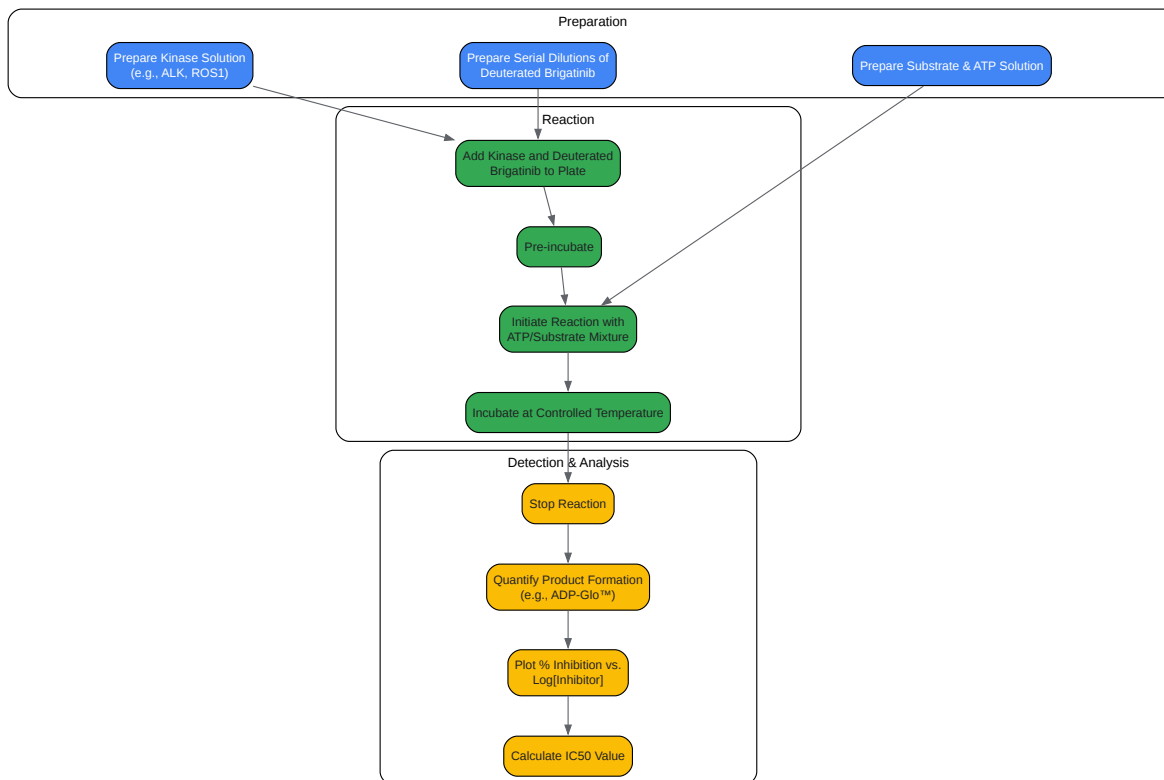 Preparation
Prepare Kinase Solution
(e.g., ALK, ROS1)
Prepare Serial Dilutions of
Deuterated Brigatinib
Prepare Substrate & ATP Solution
Reaction
Add Kinase and Deuterated
Brigatinib to Plate
Pre-incubate
Initiate Reaction with
ATP/Substrate Mixture
Incubate at Controlled Temperature
Detection & Analysis
Stop Reaction
Quantify Product Formation
(e.g., ADP-Glo™)
Plot % Inhibition vs.
Log[Inhibitor]
Calculate IC50 Value